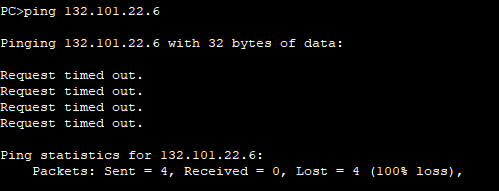 PC>ping 132.101.22.6
Pinging 132.101.22.6 with 32 bytes of data:
Request timed out.
Request timed out.
Request timed out.
Request timed out.
Ping statistics for 132.101.22.6:
Packets: Sent = 4, Received = 0, Lost = 4 (100% loss),